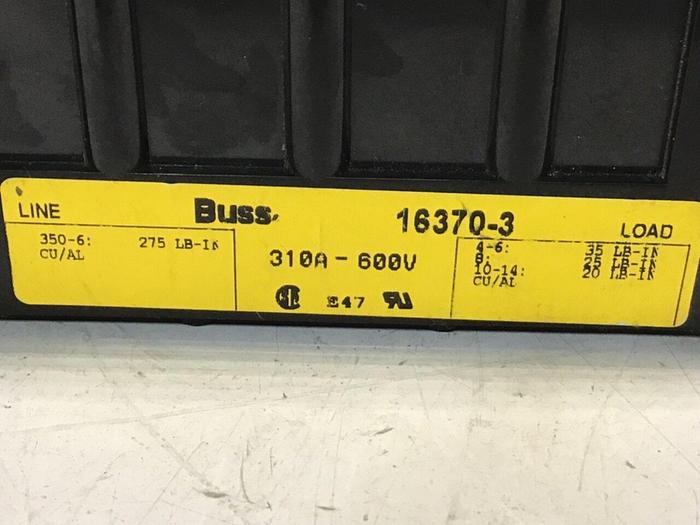 LINE
Buss
16370-3
LOAD
350-6: 275 LB-IN
CU/AL
310A - 600V
4-6: 35 LB-IN
8: 25 LB-IN
10-14: 20 LB-IN
CU/AL
E47